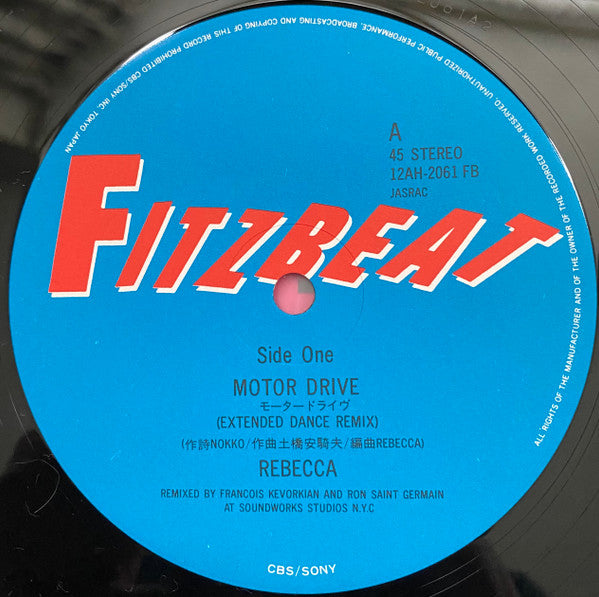 ALL RIGHTS OF THE MANUFACTURER AND OF THE OWNER OF THE RECORDED WORK RESERVED. UNAUTHORIZED PUBLIC PERFORMANCE, BROADCASTING AND COPYING OF THIS RECORD PROHIBITED CBS/SONY INC. TOKYO JAPAN
A
45 STEREO
12AH-2061 FB
JASRAC
FITZBEAT
Side One
MOTOR DRIVE
モータードライヴ
(EXTENDED DANCE REMIX)
(作詩NOKKO/作曲土橋安騎夫/編曲REBECCA)
REBECCA
REMIXED BY FRANCOIS KEVORKIAN AND RON SAINT GERMAIN
AT SOUNDWORKS STUDIOS N.Y.C
CBS/SONY